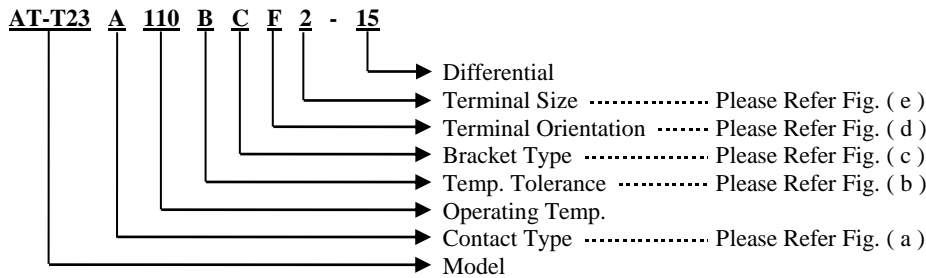 AT-T23 A 110 B C F 2 - 15
Differential
Terminal Size Please Refer Fig. ( e )
Terminal Orientation Please Refer Fig. ( d )
Bracket Type Please Refer Fig. ( c )
Temp. Tolerance Please Refer Fig. ( b )
Operating Temp.
Contact Type Please Refer Fig. ( a )
Model